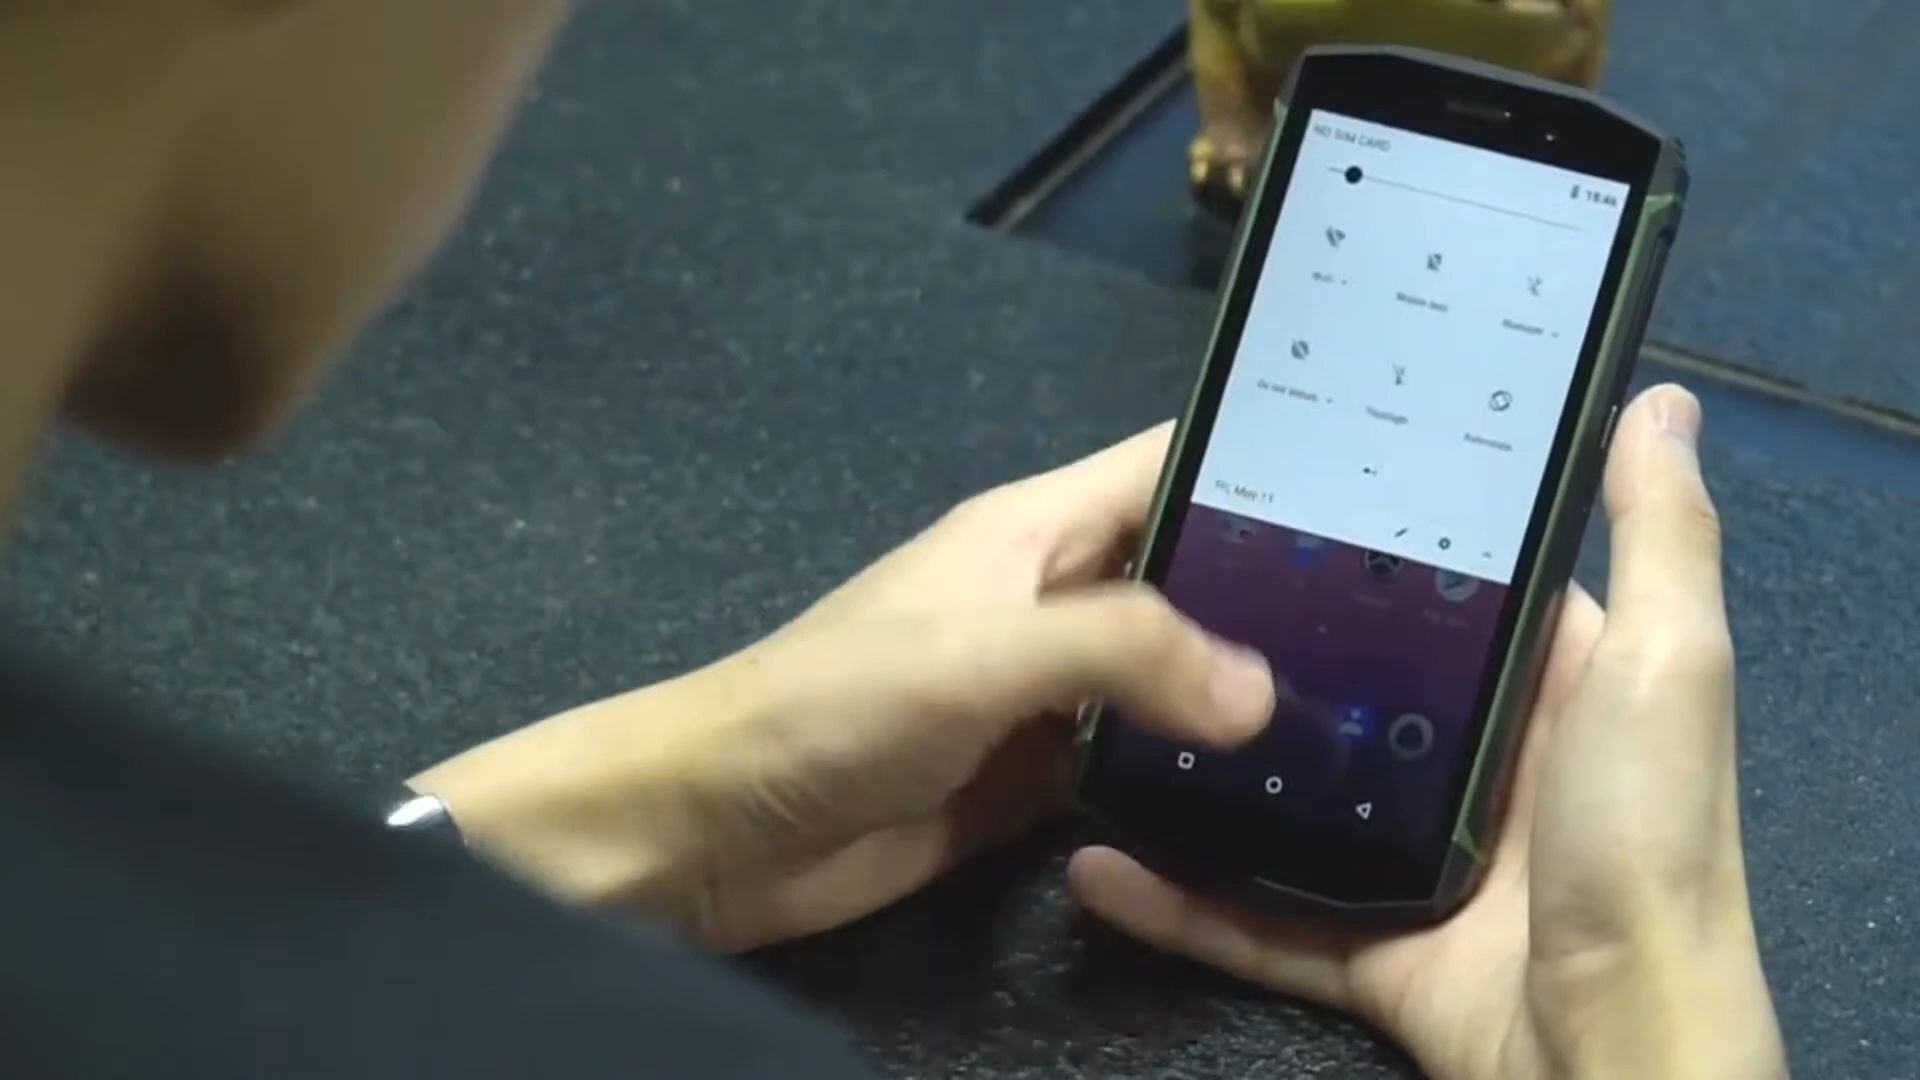 NO SIM CARD
18:46
Wi-Fi
Mobile data
Bluetooth
Do not disturb
Flashlight
Auto-rotate
Fri, May 11